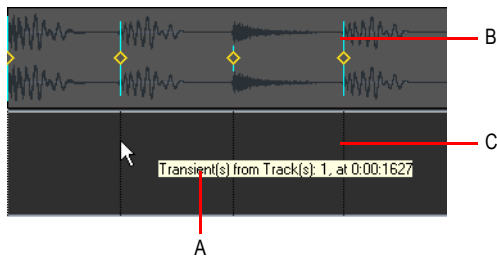 B
C
Transient(s) from Track(s): 1, at 0:00:1627
A